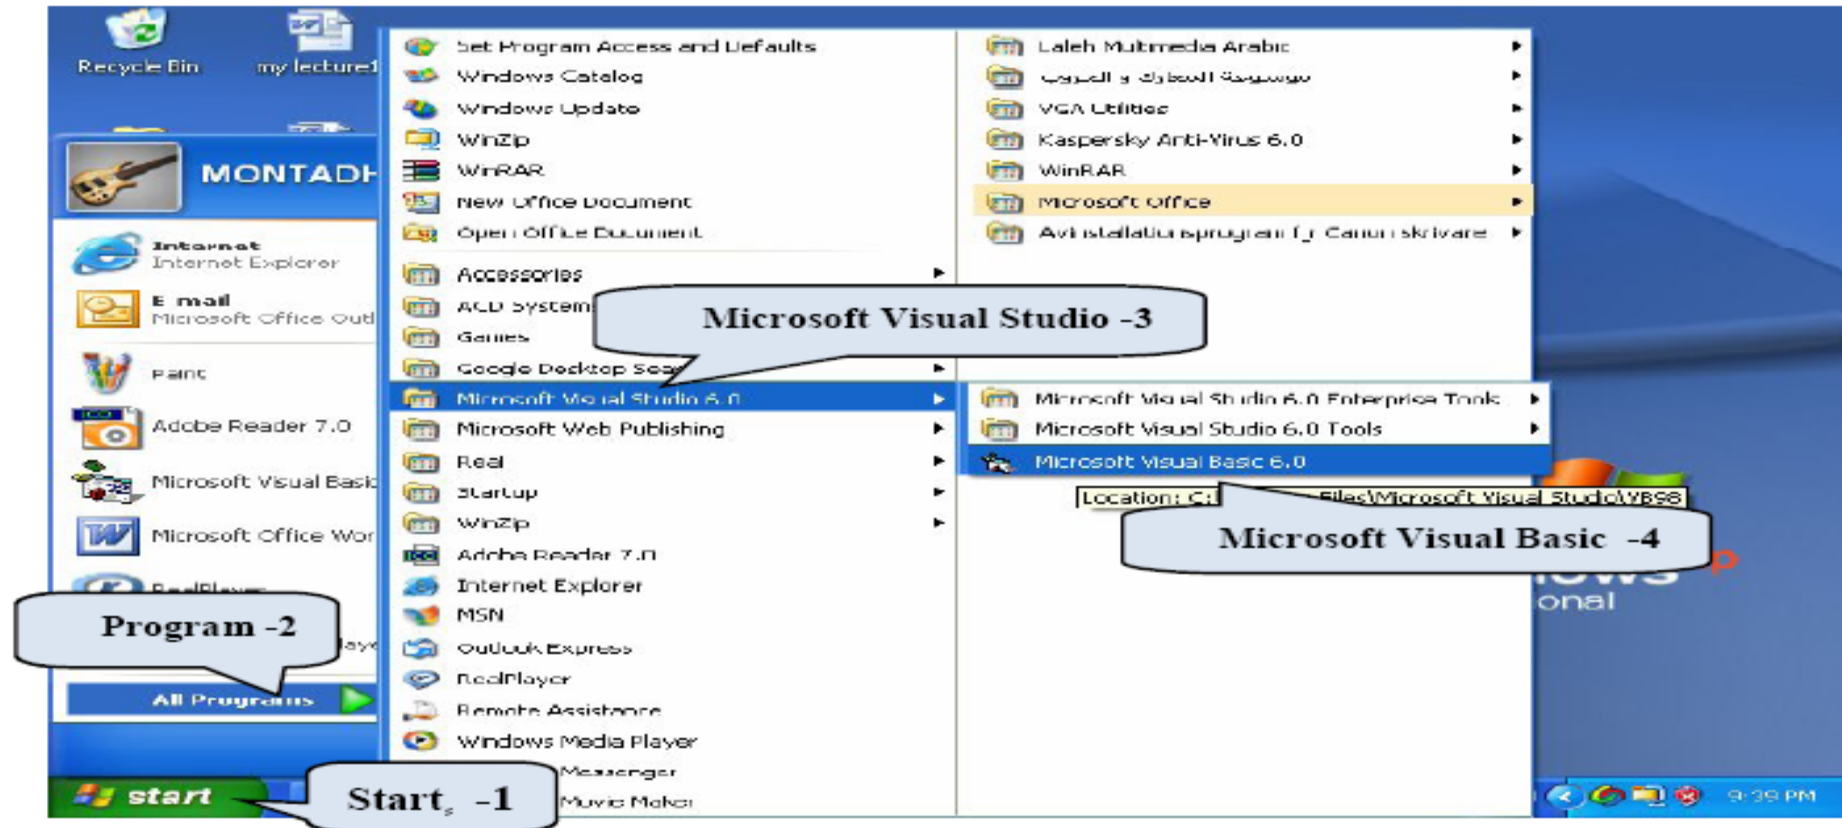 Recycle Bin
my lecture1
MONTADH
Internet
Internet Explorer
E-mail
Microsoft Office Outl
Paint
Adobe Reader 7.0
Microsoft Visual Basic
Microsoft Office Wor
RealPlayer
Program -2
All Programs
start
Start, -1
Set Program Access and Defaults
Windows Catalog
Windows Update
WinZip
WinRAR
New Office Document
Open Office Document
Accessories
ACD System
Games
Google Desktop Sea
Microsoft Visual Studio 6.0
Microsoft Web Publishing
Real
Startup
WinZip
Adobe Reader 7.0
Internet Explorer
MSN
Outlook Express
RealPlayer
Remote Assistance
Windows Media Player
Messenger
Movie Maker
Microsoft Visual Studio -3
Laleh Multimedia Arabic
VGA Utilities
Kaspersky Anti-Virus 6.0
WinRAR
Microsoft Office
Avinstallationsprogram för Canon skrivare
Microsoft Visual Studio 6.0 Enterprise Tools
Microsoft Visual Studio 6.0 Tools
Microsoft Visual Basic 6.0
Location: C: Files\Microsoft Visual Studio\VB98
Microsoft Visual Basic -4
onal
9:39 PM